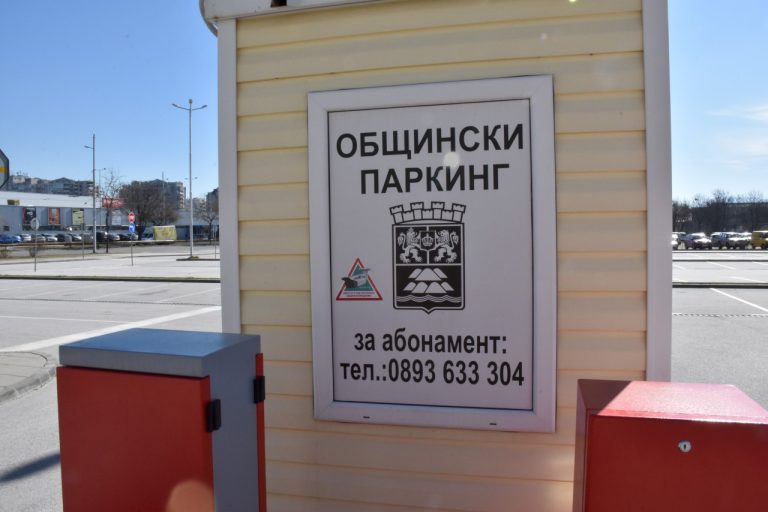 ОБЩИНСКИ
ПАРКИНГ
за абонамент:
тел.:0893 633 304